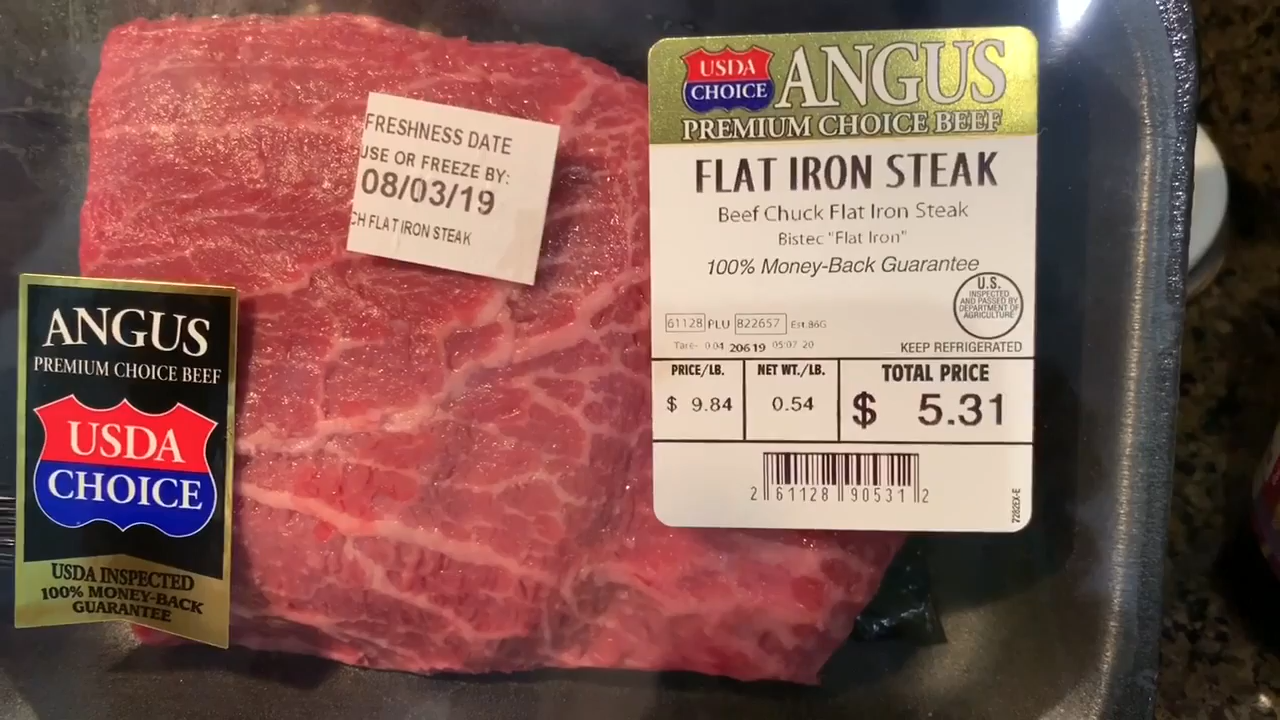 FRESHNESS DATE
USE OR FREEZE BY:
08/03/19
CH FLAT IRON STEAK
ANGUS
PREMIUM CHOICE BEEF
USDA
CHOICE
USDA INSPECTED
100% MONEY-BACK
GUARANTEE
USDA
CHOICE
ANGUS
PREMIUM CHOICE BEEF
FLAT IRON STEAK
Beef Chuck Flat Iron Steak
Bistec "Flat Iron"
100% Money-Back Guarantee
U.S.
INSPECTED
AND PASSED BY
DEPARTMENT OF
AGRICULTURE
61128 PLU B22657 Est.86G
Tare- 0.04 20619 05:07 20
KEEP REFRIGERATED
PRICE/LB. NET WT./LB. TOTAL PRICE
$ 9.84 0.54 $ 5.31
2 61128 90531 2
7282EX-E